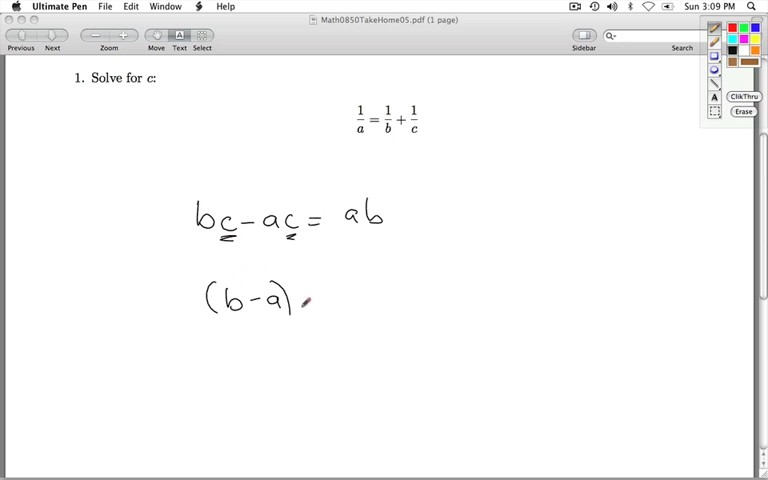 Ultimate Pen File Edit Window Help Sun 3:09 PM
Math0850TakeHome05.pdf (1 page)
Previous Next Zoom Move Text Select Sidebar Search
A
ClikThru
Erase
1. Solve for c:
1/a = 1/b + 1/c
bc - ac = ab
(b - a)